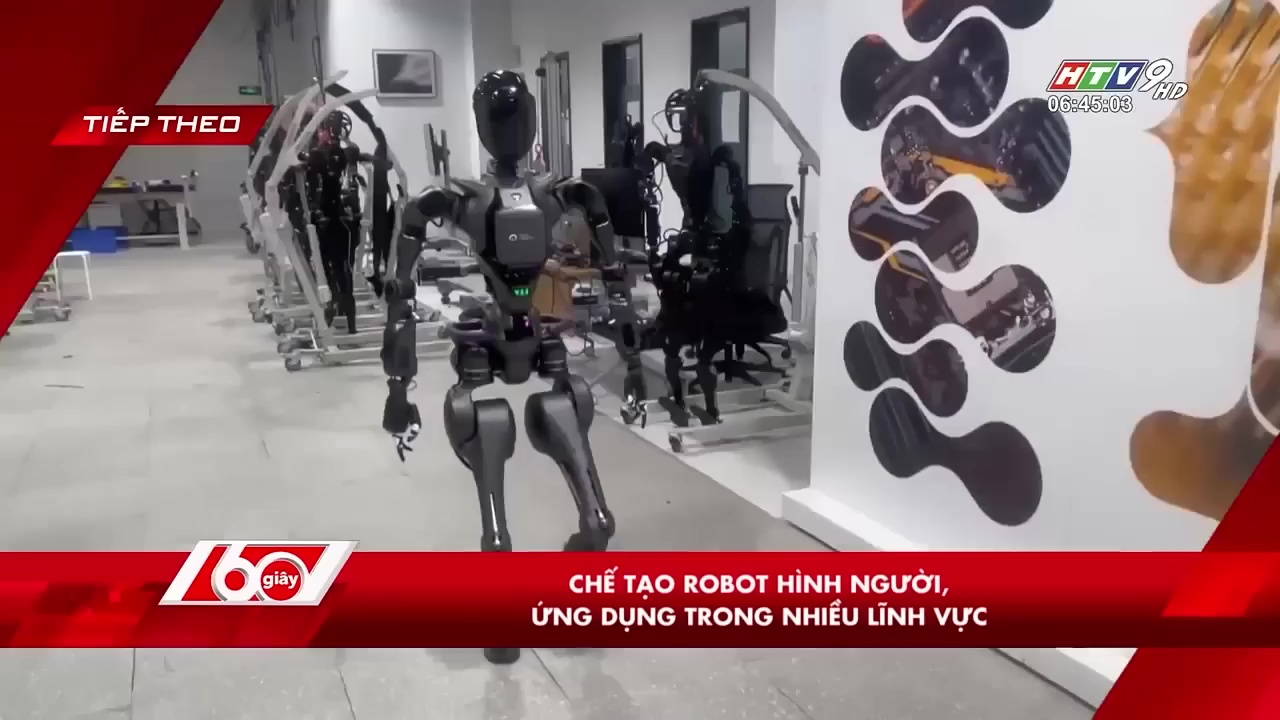 TIẾP THEO
HTV9 HD
06:45:03
60 giây
CHẾ TẠO ROBOT HÌNH NGƯỜI,
ỨNG DỤNG TRONG NHIỀU LĨNH VỰC